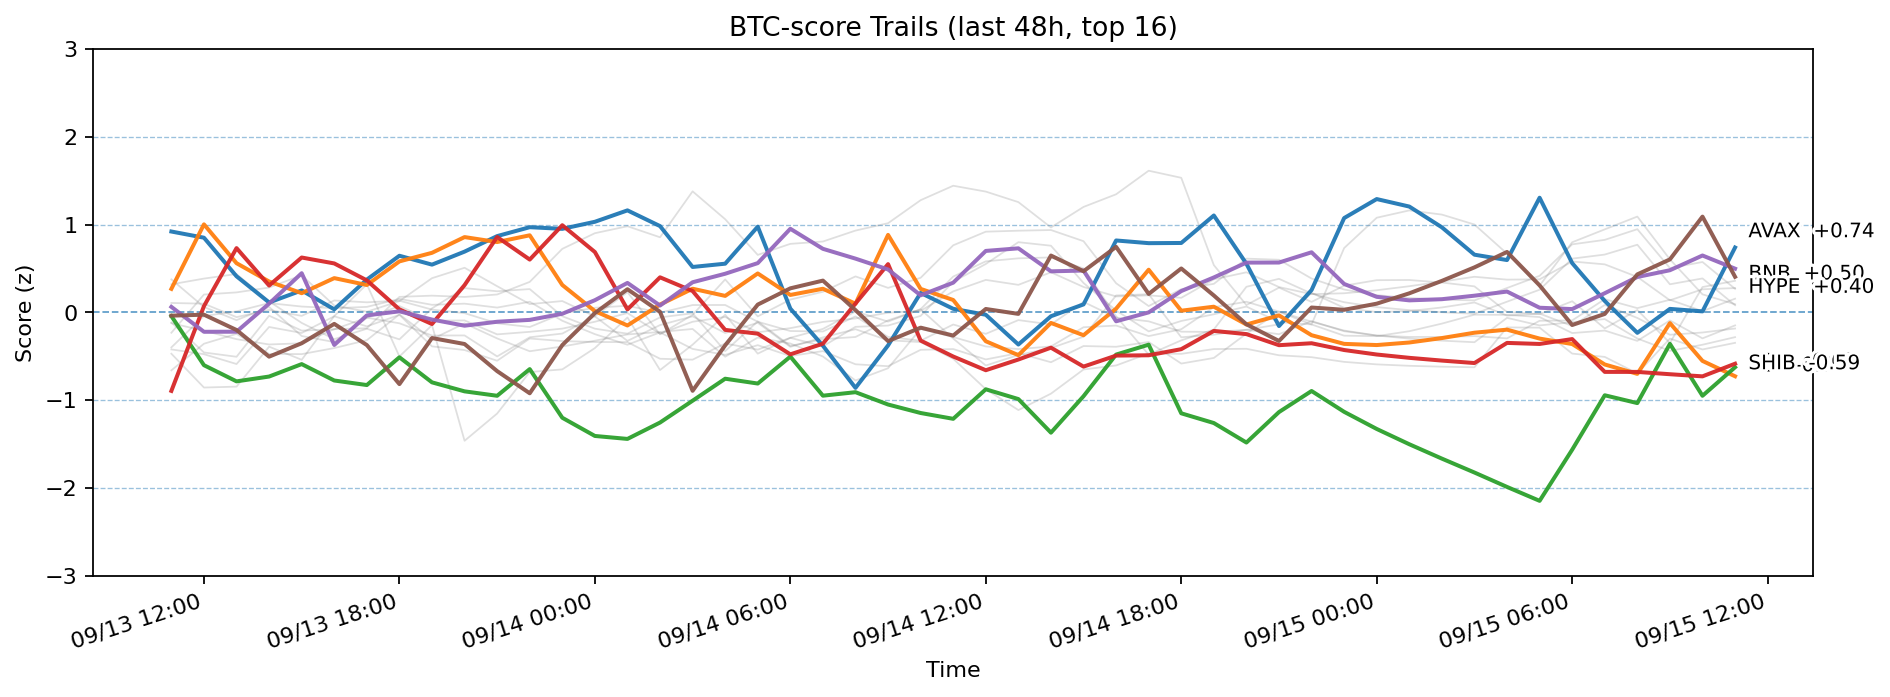 BTC-score Trails (last 48h, top 16)
Score (z)
3
2
1
0
−1
−2
−3
AVAX +0.74
BNB +0.50
HYPE +0.40
SHIB
0.59
09/13 12:00
09/13 18:00
09/14 00:00
09/14 06:00
09/14 12:00
09/14 18:00
09/15 00:00
09/15 06:00
09/15 12:00
Time